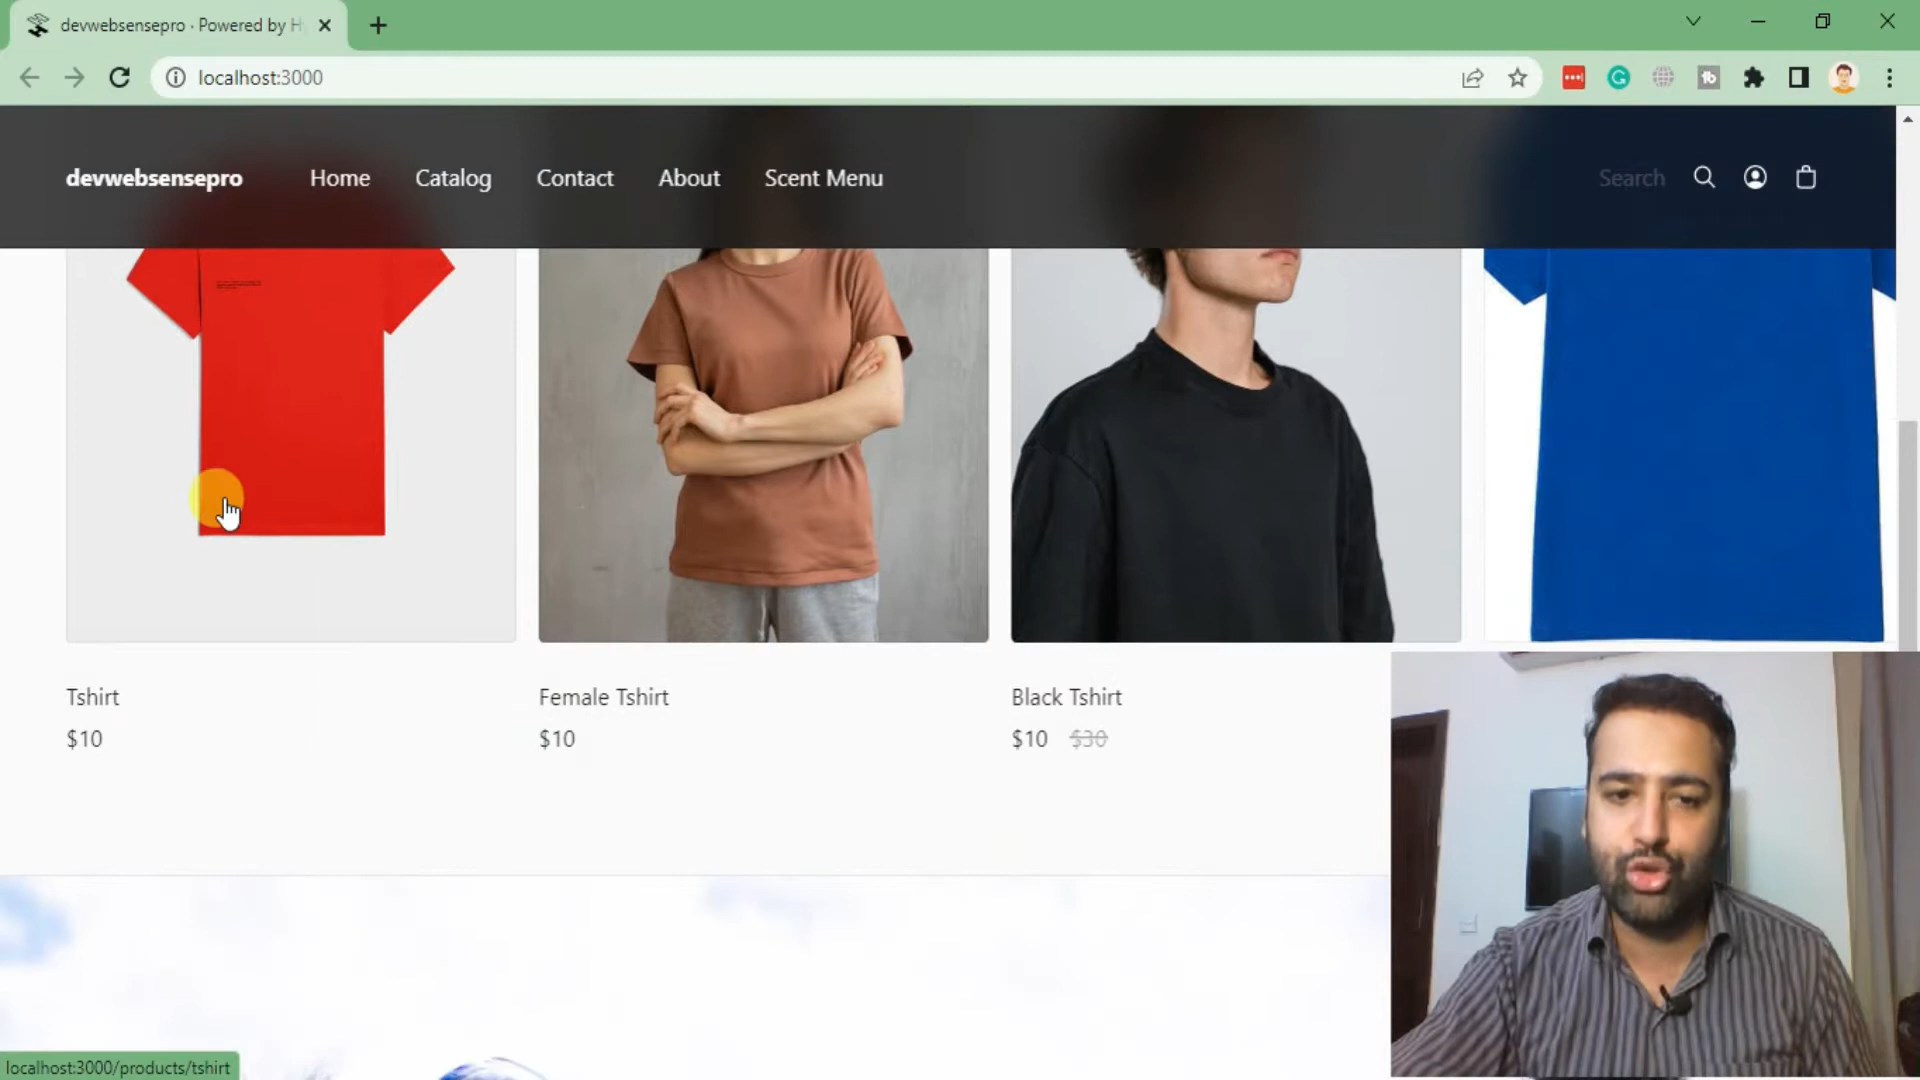 devwebsensepro · Powered by H
localhost:3000
devwebsensepro Home Catalog Contact About Scent Menu Search
Tshirt
$10
Female Tshirt
$10
Black Tshirt
$10 $30
localhost:3000/products/tshirt